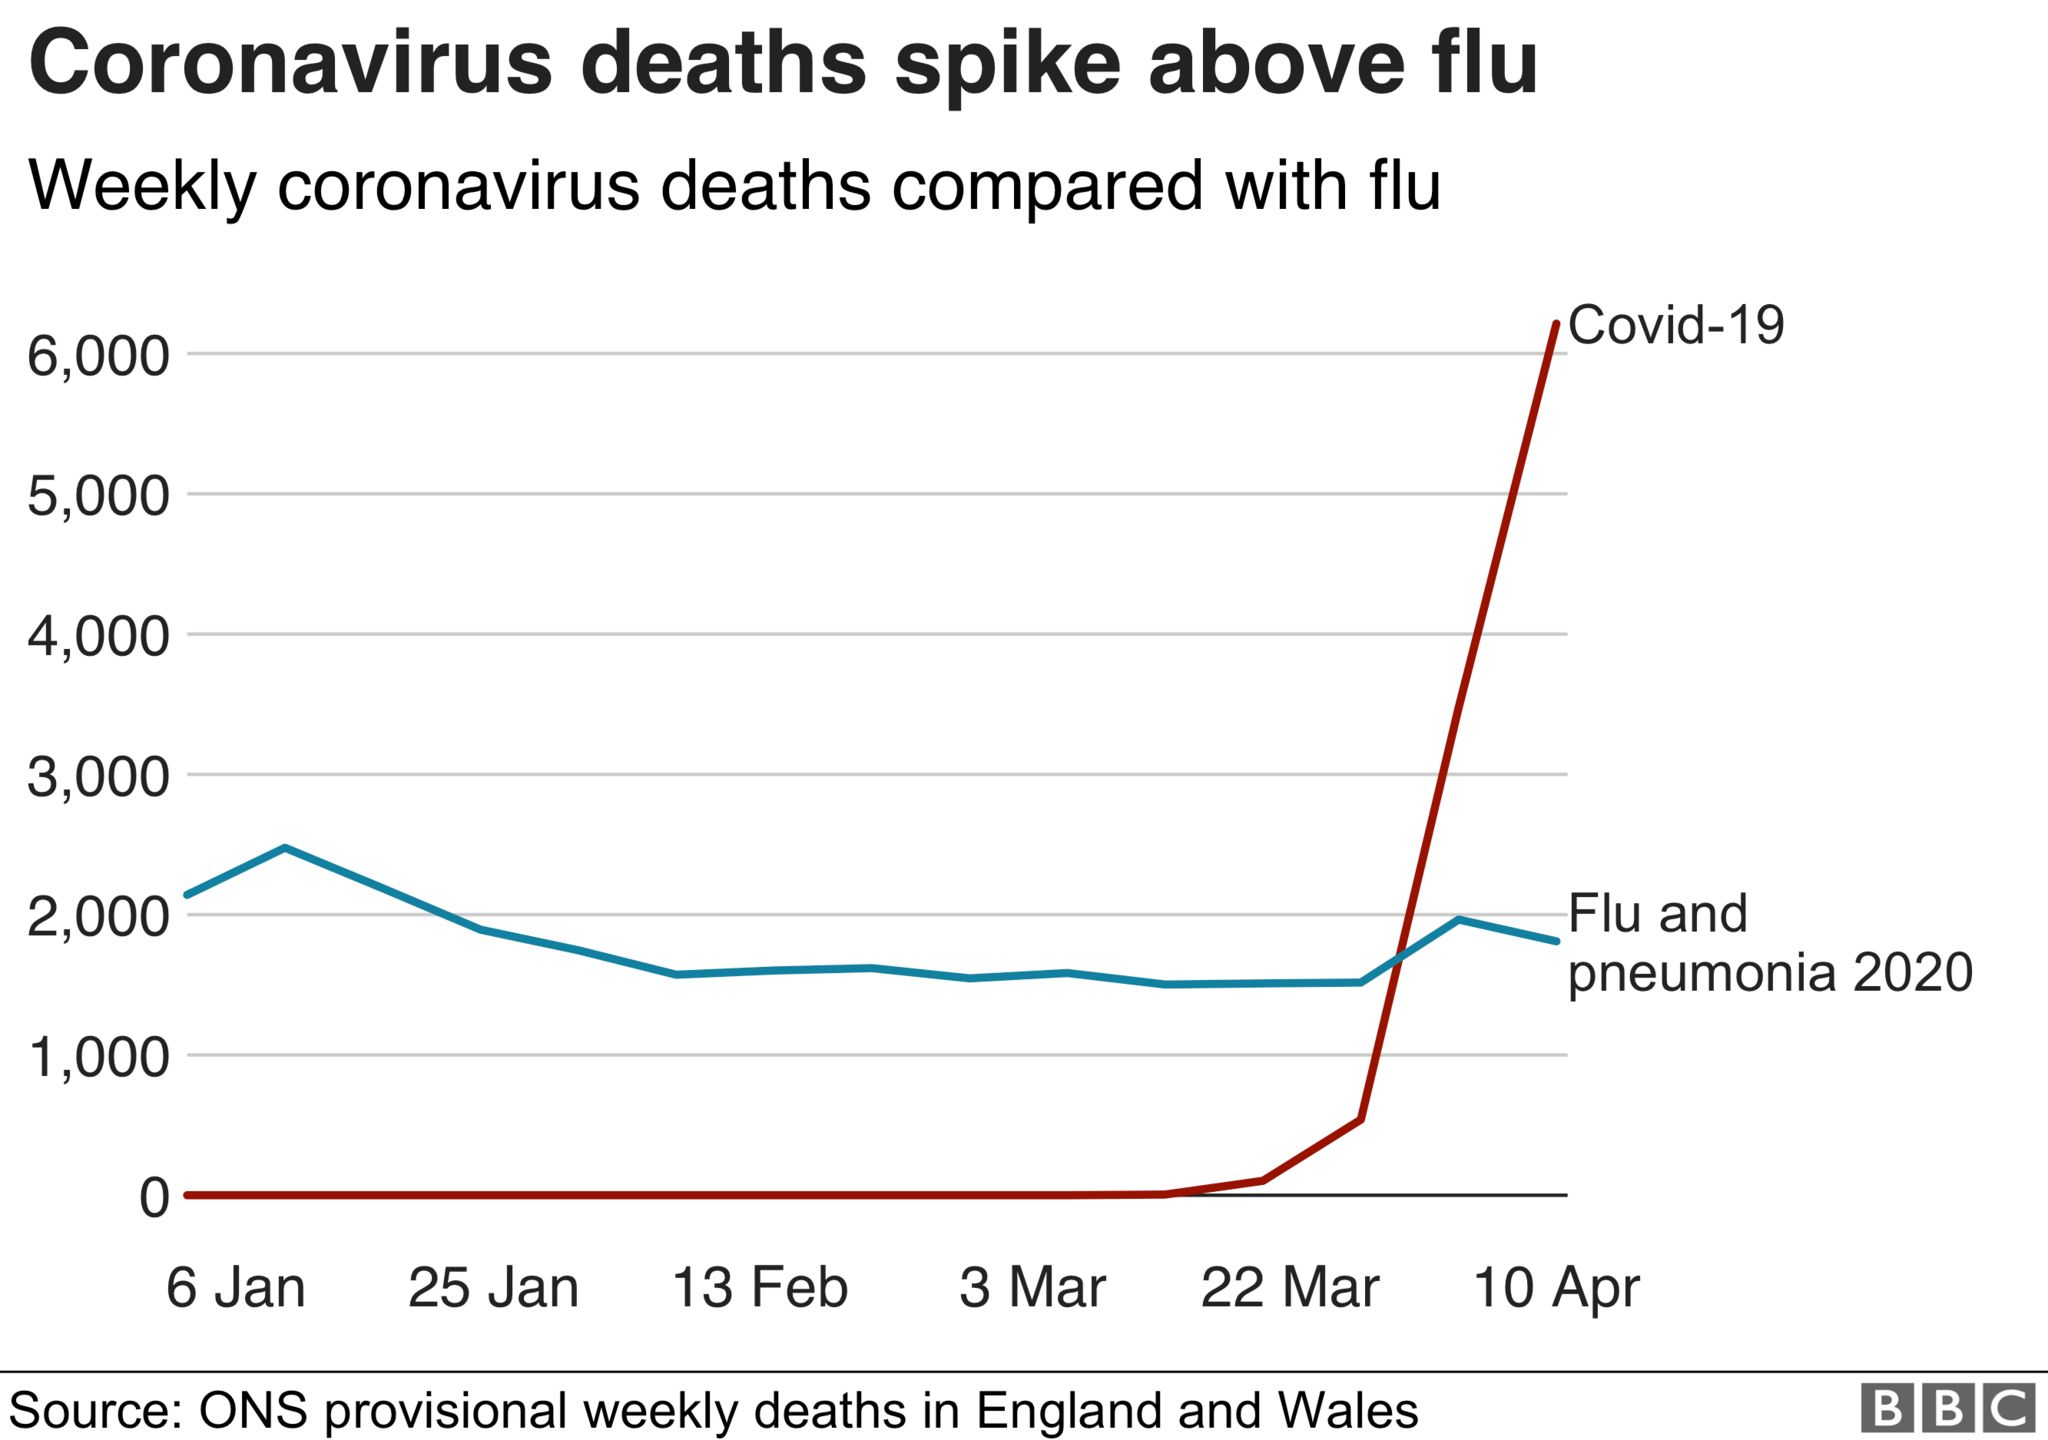 Coronavirus deaths spike above flu
Weekly coronavirus deaths compared with flu
Covid-19
6,000
5,000
4,000
3,000
2,000
Flu and
pneumonia 2020
1,000
0
6 Jan
25 Jan
13 Feb
3 Mar
22 Mar
10 Apr
Source: ONS provisional weekly deaths in England and Wales
BBC